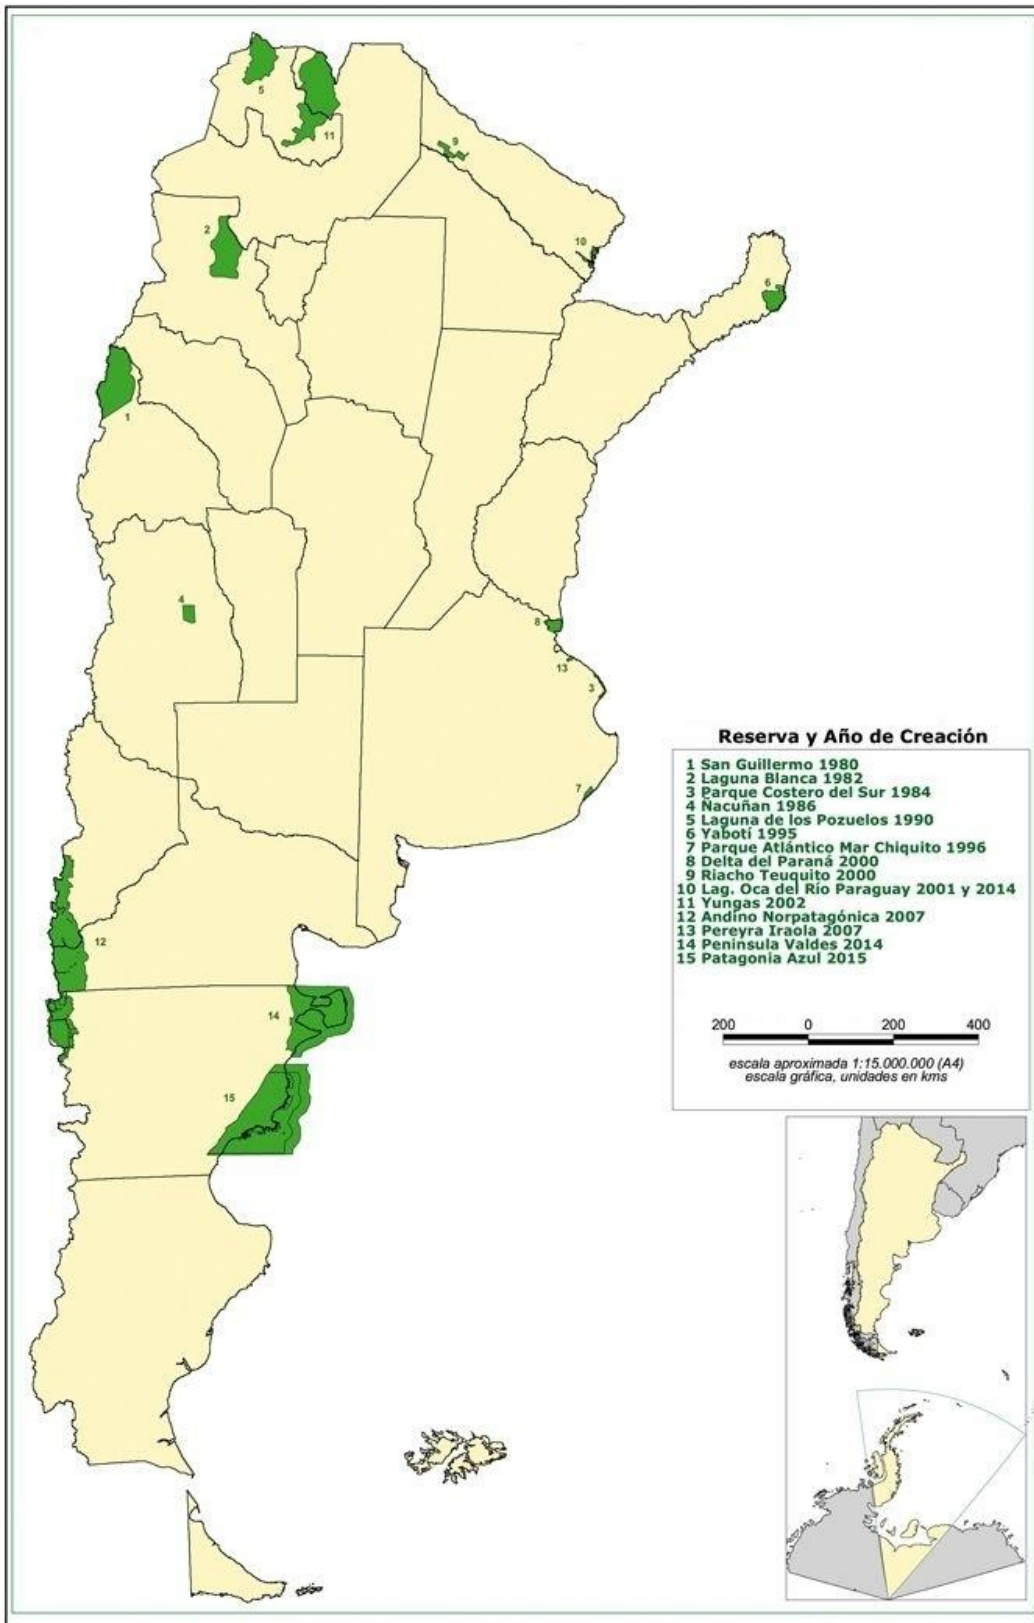 5
11
9
2
10
6
1
4
8
13
3
7
12
14
15
Reserva y Año de Creación
1 San Guillermo 1980
2 Laguna Blanca 1982
3 Parque Costero del Sur 1984
4 Ñacuñan 1986
5 Laguna de los Pozuelos 1990
6 Yabotí 1995
7 Parque Atlántico Mar Chiquito 1996
8 Delta del Paraná 2000
9 Riacho Teuquito 2000
10 Lag. Oca del Río Paraguay 2001 y 2014
11 Yungas 2002
12 Andino Norpatagónica 2007
13 Pereyra Iraola 2007
14 Peninsula Valdes 2014
15 Patagonia Azul 2015
200 0 200 400
escala aproximada 1:15.000.000 (A4)
escala gráfica, unidades en kms